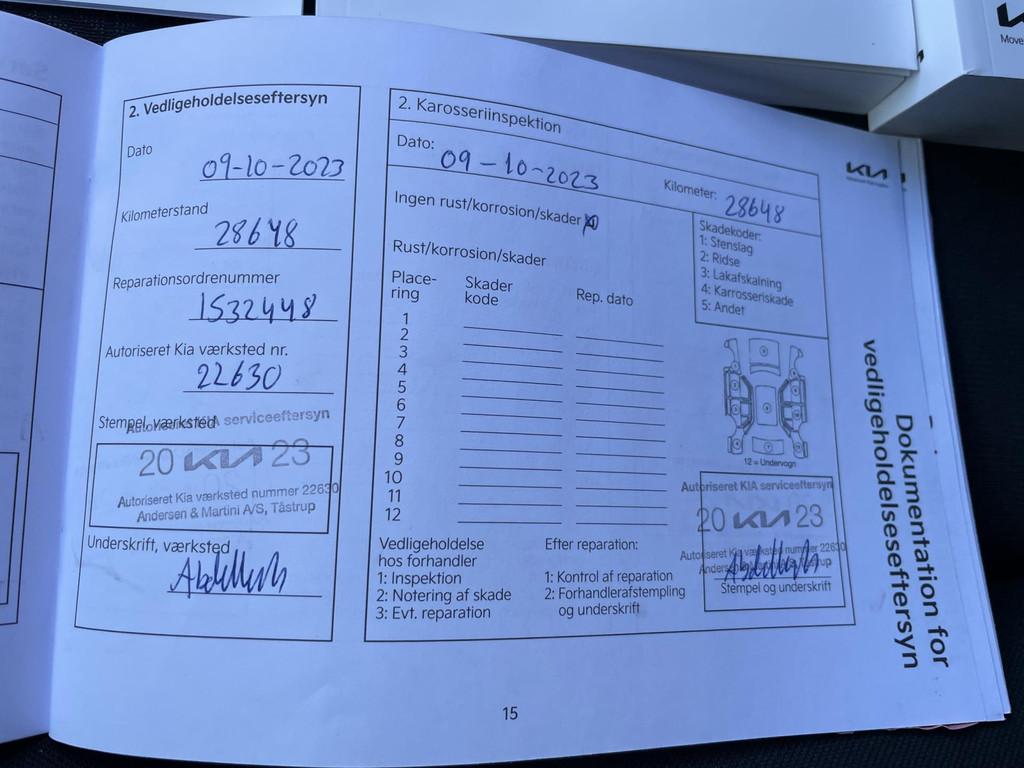 2. Vedligeholdelseseftersyn
Dato
09-10-2023
Kilometerstand
28648
Reparationsordrenummer
1532448
Autoriseret Kia værksted nr.
22630
Stempel, værksted
Autoriseret KIA serviceeftersyn
20 KIA 23
Autoriseret Kia værksted nummer 22630
Andersen & Martini A/S, Tåstrup
Underskrift, værksted
2. Karosseriinspektion
Dato: 09-10-2023
Kilometer: 28648
Ingen rust/korrosion/skader
Rust/korrosion/skader
Place-
ring
Skader
kode
Rep. dato
1
2
3
4
5
6
7
8
9
10
11
12
Skadekoder:
1: Stenslag
2: Ridse
3: Lakafskalning
4: Karrosseriskade
5: Andet
12 = Undervogn
Vedligeholdelse
hos forhandler
1: Inspektion
2: Notering af skade
3: Evt. reparation
Efter reparation:
1: Kontrol af reparation
2: Forhandlerafstempling
og underskrift
Autoriseret KIA serviceeftersyn
20 KIA 23
Autoriseret Kia værksted nummer 22630
Stempel og underskrift
KIA
Dokumentation for
vedligeholdelseseftersyn
15
Move